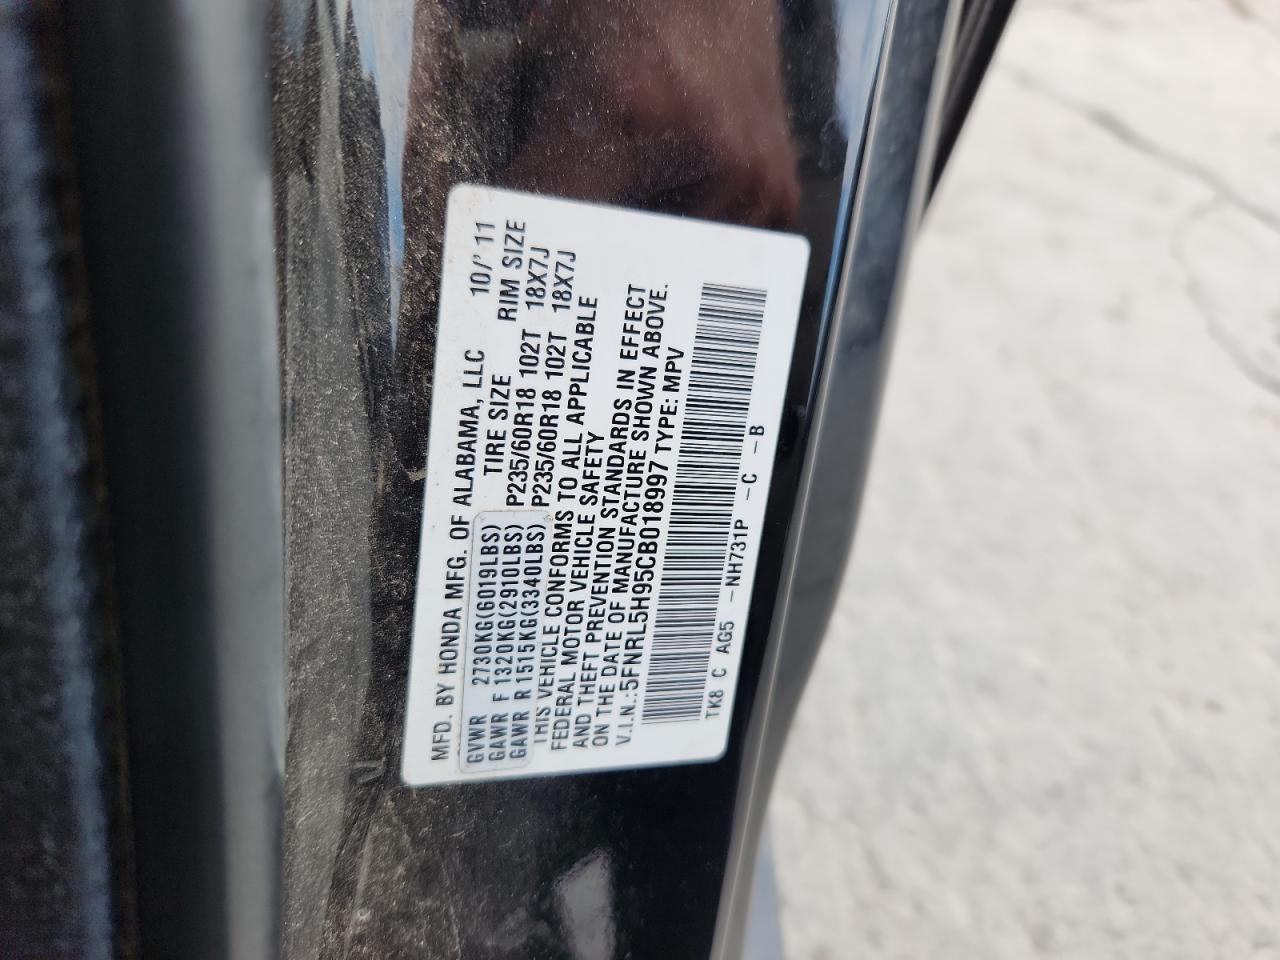 MFD. BY HONDA MFG. OF ALABAMA, LLC 10/'11
TIRE SIZE RIM SIZE
GVWR 2730KG(6019LBS)
GAWR F 1320KG(2910LBS) P235/60R18 102T 18X7J
GAWR R 1515KG(3340LBS) P235/60R18 102T 18X7J
THIS VEHICLE CONFORMS TO ALL APPLICABLE
FEDERAL MOTOR VEHICLE SAFETY
AND THEFT PREVENTION STANDARDS IN EFFECT
ON THE DATE OF MANUFACTURE SHOWN ABOVE.
V.I.N.:5FNRL5H95CB018997 TYPE: MPV
TK8 C AG5 -NH731P -C -B